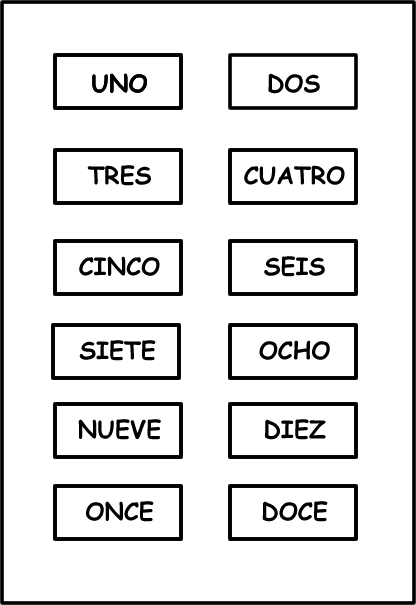 UNO DOS
TRES CUATRO
CINCO SEIS
SIETE OCHO
NUEVE DIEZ
ONCE DOCE